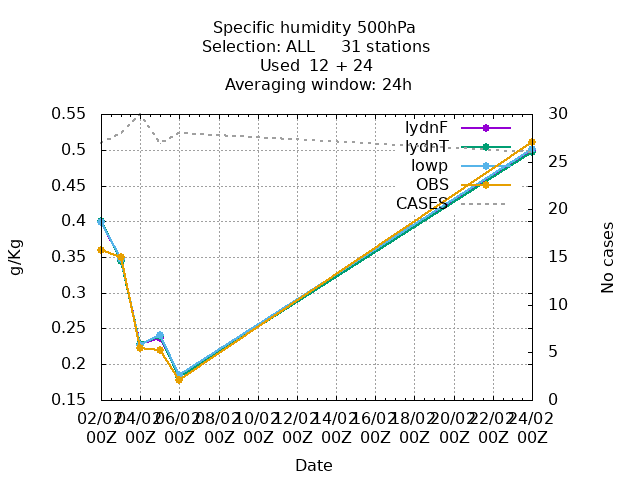 Specific humidity 500hPa
Selection: ALL 31 stations
Used 12 + 24
Averaging window: 24h
lydnF
lydnT
lowp
OBS
CASES
g/Kg
0.55
0.5
0.45
0.4
0.35
0.3
0.25
0.2
0.15
30
25
20
15
10
5
0
No cases
02/02 04/02 06/02 08/02 10/02 12/02 14/02 16/02 18/02 20/02 22/02 24/02
00Z 00Z 00Z 00Z 00Z 00Z 00Z 00Z 00Z 00Z 00Z 00Z
Date